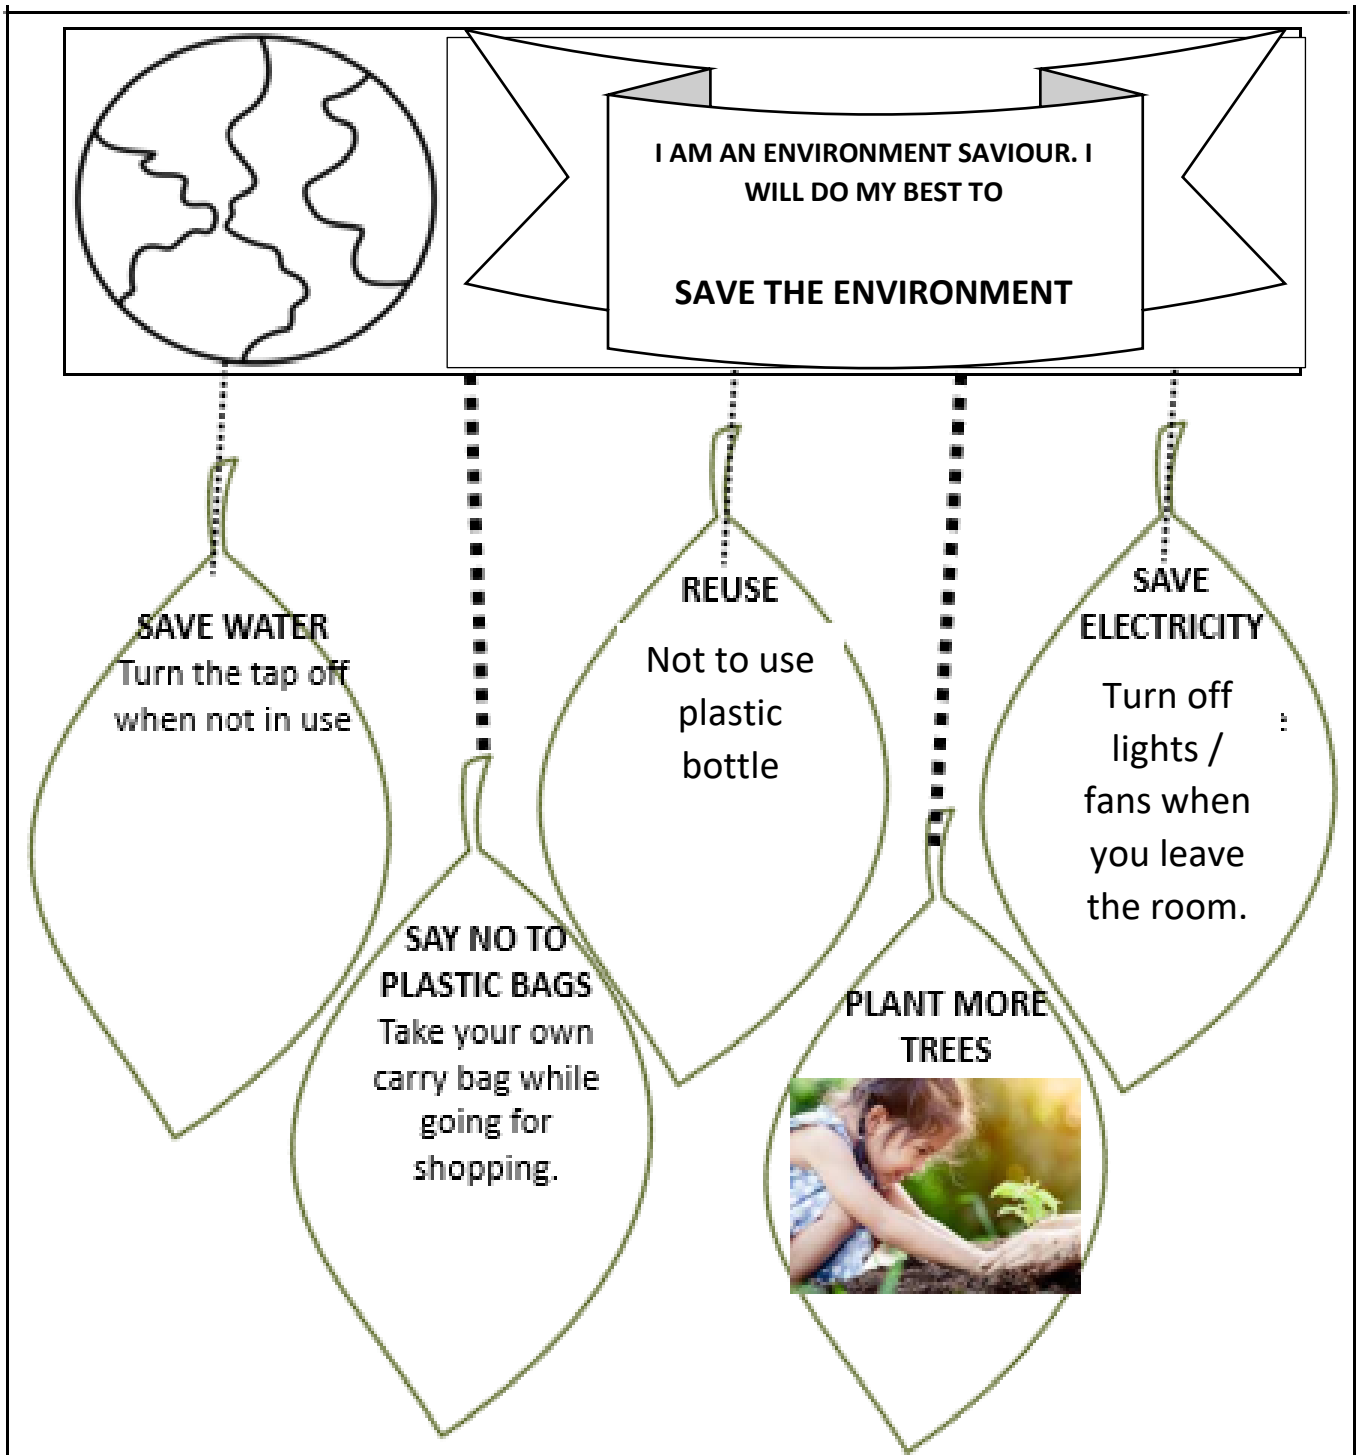 I AM AN ENVIRONMENT SAVIOUR. I
WILL DO MY BEST TO
SAVE THE ENVIRONMENT
SAVE WATER
Turn the tap off
when not in use
SAY NO TO
PLASTIC BAGS
Take your own
carry bag while
going for
shopping.
REUSE
Not to use
plastic
bottle
PLANT MORE
TREES
SAVE
ELECTRICITY
Turn off
lights /
fans when
you leave
the room.